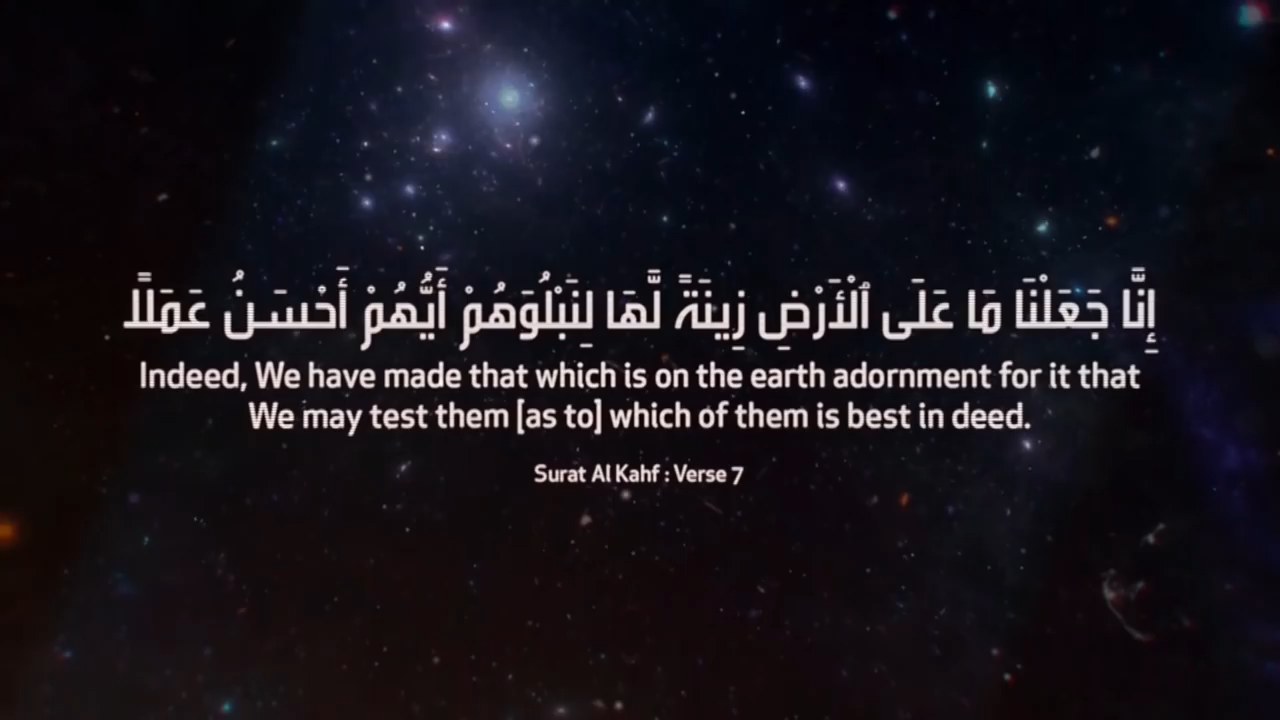 إِنَّا جَعَلْنَا مَا عَلَى ٱلْأَرْضِ زِينَةً لَّهَا لِنَبْلُوَهُمْ أَيُّهُمْ أَحْسَنُ عَمَلًا
Indeed, We have made that which is on the earth adornment for it that
We may test them [as to] which of them is best in deed.
Surat Al Kahf : Verse 7